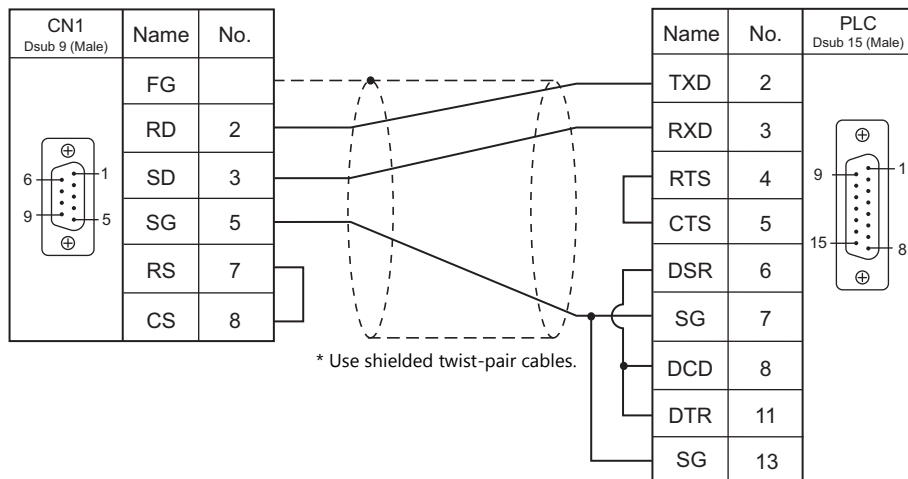 CN1
Dsub 9 (Male)
Name No.
FG
RD 2
SD 3
SG 5
RS 7
CS 8
6 1
9 5
* Use shielded twist-pair cables.
Name No.
PLC
Dsub 15 (Male)
TXD 2
RXD 3
RTS 4
CTS 5
DSR 6
SG 7
DCD 8
DTR 11
SG 13
9 1
15 8